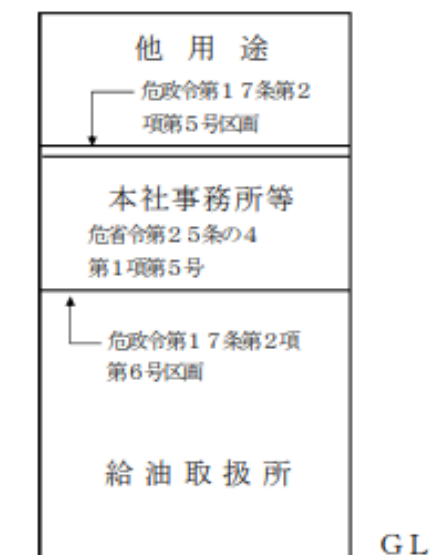 他 用 途
危政令第17条第2
項第5号区画
本社事務所等
危省令第25条の4
第1項第5号
危政令第17条第2項
第6号区画
給 油 取 扱 所
GL